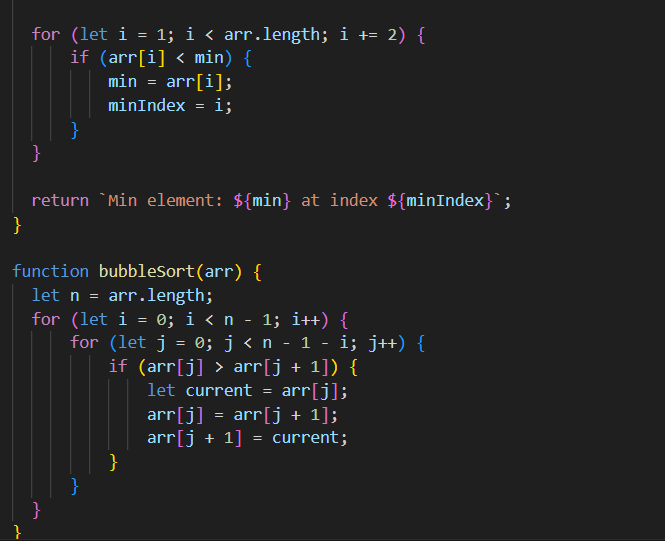 for (let i = 1; i < arr.length; i += 2) {
if (arr[i] < min) {
min = arr[i];
minIndex = i;
}
}
return `Min element: ${min} at index ${minIndex}`;
}
function bubbleSort(arr) {
let n = arr.length;
for (let i = 0; i < n - 1; i++) {
for (let j = 0; j < n - 1 - i; j++) {
if (arr[j] > arr[j + 1]) {
let current = arr[j];
arr[j] = arr[j + 1];
arr[j + 1] = current;
}
}
}
}